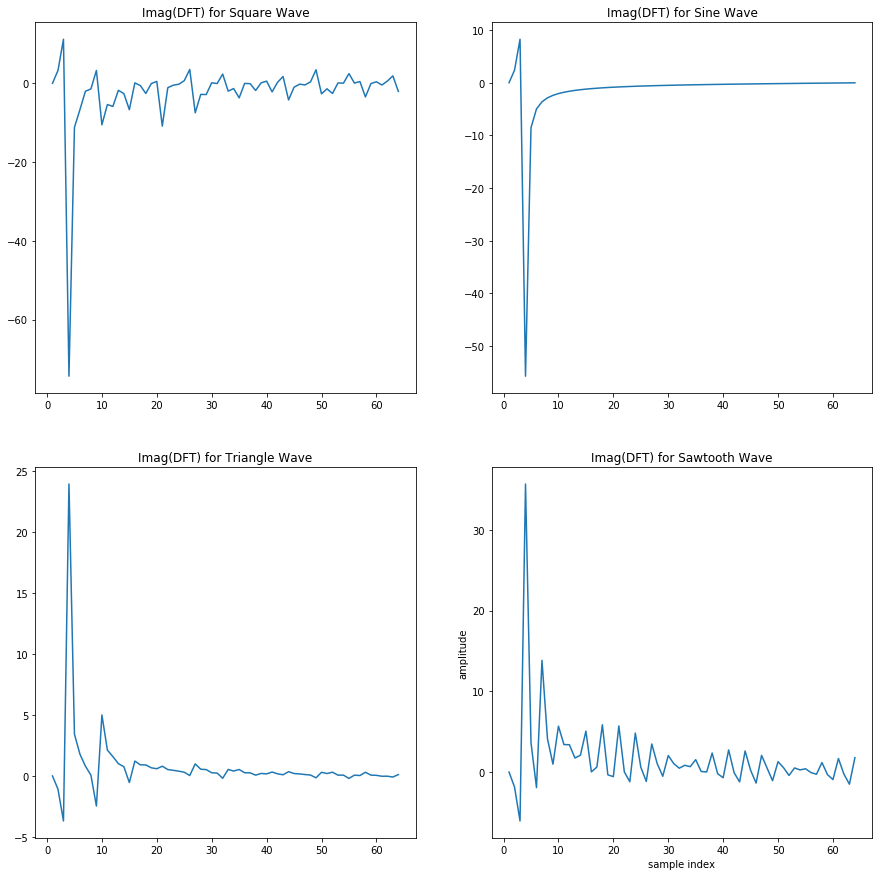 Imag(DFT) for Square Wave
0
−20
−40
−60
0 10 20 30 40 50 60
Imag(DFT) for Sine Wave
10
0
−10
−20
−30
−40
−50
0 10 20 30 40 50 60
Imag(DFT) for Triangle Wave
25
20
15
10
5
0
−5
0 10 20 30 40 50 60
Imag(DFT) for Sawtooth Wave
amplitude
30
20
10
0
0 10 20 30 40 50 60
sample index